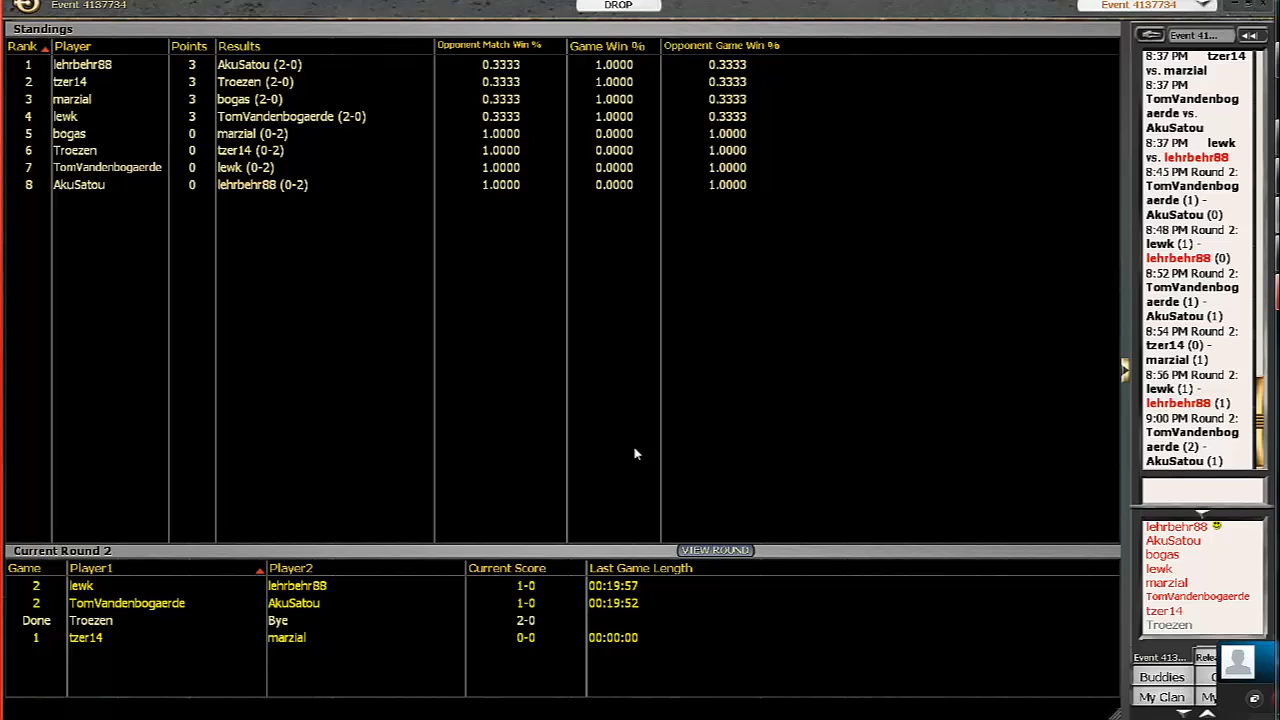 Event 4137734
DROP
Event 4137734
Standings
Rank Player Points Results Opponent Match Win % Game Win % Opponent Game Win %
1 lehrbehr88 3 AkuSatou (2-0) 0.3333 1.0000 0.3333
2 tzer14 3 Troezen (2-0) 0.3333 1.0000 0.3333
3 marzial 3 bogas (2-0) 0.3333 1.0000 0.3333
4 lewk 3 TomVandenbogaerde (2-0) 0.3333 1.0000 0.3333
5 bogas 0 marzial (0-2) 1.0000 0.0000 1.0000
6 Troezen 0 tzer14 (0-2) 1.0000 0.0000 1.0000
7 TomVandenbogaerde 0 lewk (0-2) 1.0000 0.0000 1.0000
8 AkuSatou 0 lehrbehr88 (0-2) 1.0000 0.0000 1.0000
Current Round 2
VIEW ROUND
Game Player1 Player2 Current Score Last Game Length
2 lewk lehrbehr88 1-0 00:19:57
2 TomVandenbogaerde AkuSatou 1-0 00:19:52
Done Troezen Bye 2-0
1 tzer14 marzial 0-0 00:00:00
Event 41...
8:37 PM tzer14
vs. marzial
8:37 PM
TomVandenbog
aerde vs.
AkuSatou
8:37 PM lewk
vs. lehrbehr88
8:45 PM Round 2:
TomVandenbog
aerde (1) -
AkuSatou (0)
8:48 PM Round 2:
lewk (1) -
lehrbehr88 (0)
8:52 PM Round 2:
TomVandenbog
aerde (1) -
AkuSatou (1)
8:54 PM Round 2:
tzer14 (0) -
marzial (1)
8:56 PM Round 2:
lewk (1) -
lehrbehr88 (1)
9:00 PM Round 2:
TomVandenbog
aerde (2) -
AkuSatou (1)
lehrbehr88
AkuSatou
bogas
lewk
marzial
TomVandenbogaerde
tzer14
Troezen
Event 413... Rele
Buddies C
My Clan My